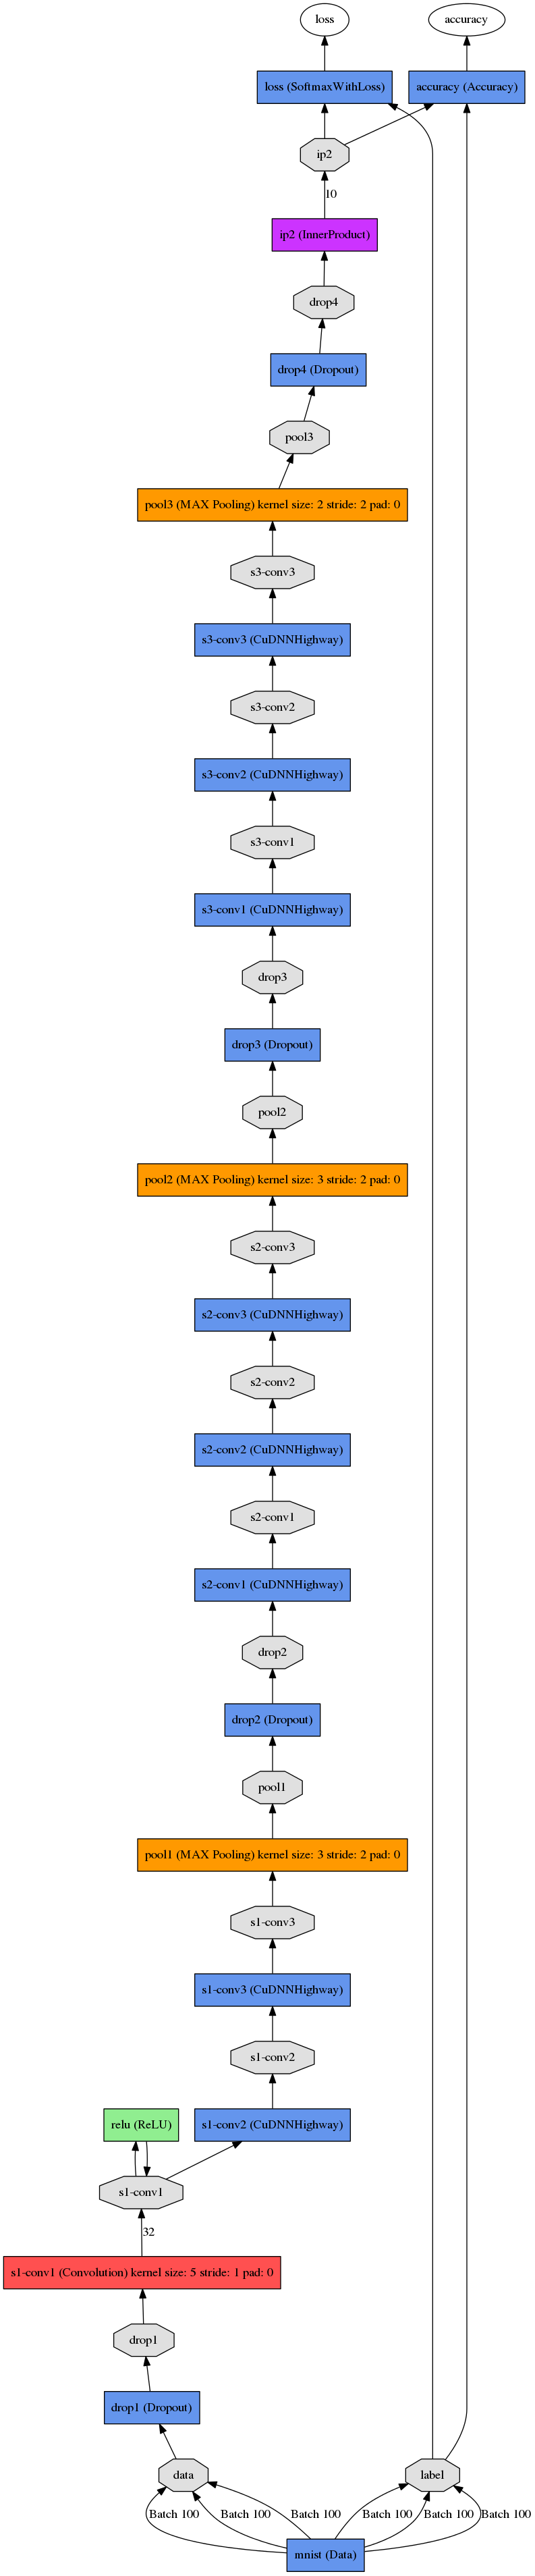 loss
accuracy
loss (SoftmaxWithLoss)
accuracy (Accuracy)
ip2
10
ip2 (InnerProduct)
drop4
drop4 (Dropout)
pool3
pool3 (MAX Pooling) kernel size: 2 stride: 2 pad: 0
s3-conv3
s3-conv3 (CuDNNHighway)
s3-conv2
s3-conv2 (CuDNNHighway)
s3-conv1
s3-conv1 (CuDNNHighway)
drop3
drop3 (Dropout)
pool2
pool2 (MAX Pooling) kernel size: 3 stride: 2 pad: 0
s2-conv3
s2-conv3 (CuDNNHighway)
s2-conv2
s2-conv2 (CuDNNHighway)
s2-conv1
s2-conv1 (CuDNNHighway)
drop2
drop2 (Dropout)
pool1
pool1 (MAX Pooling) kernel size: 3 stride: 2 pad: 0
s1-conv3
s1-conv3 (CuDNNHighway)
s1-conv2
relu (ReLU)
s1-conv2 (CuDNNHighway)
s1-conv1
32
s1-conv1 (Convolution) kernel size: 5 stride: 1 pad: 0
drop1
drop1 (Dropout)
data
label
Batch 100
Batch 100
Batch 100
Batch 100
Batch 100
Batch 100
mnist (Data)